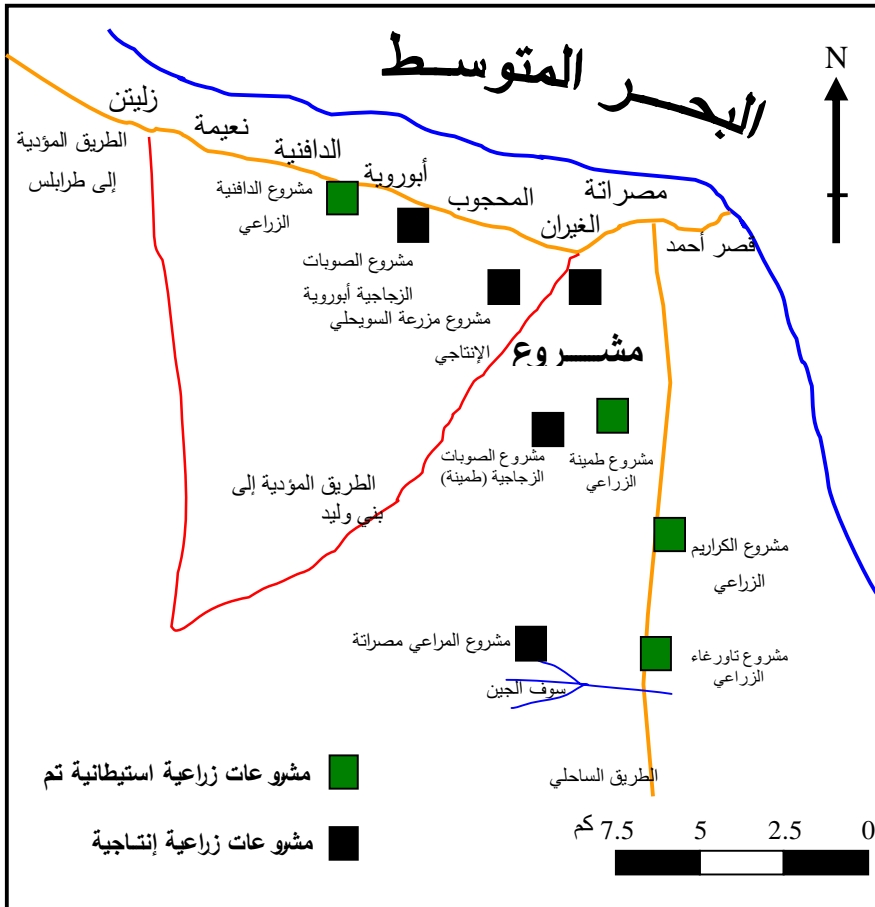 البحر المتوسط
N
زليتن
نعيمة
الدافنية
أبوروية
المحجوب
الغيران
مصراتة
قصر أحمد
الطريق المؤدية
إلى طرابلس
مشروع الدافنية
الزراعي
مشروع الصوبات
الزجاجية أبوروية
مشروع مزرعة السويحلي
الإنتاجي
مشــروع
مشروع الصوبات
الزجاجية (طمينة)
مشروع طمينة
الزراعي
الطريق المؤدية إلى
بني وليد
مشروع الكراريم
الزراعي
مشروع المراعي مصراتة
مشروع تاورغاء
الزراعي
سوف الجين
الطريق الساحلي
مشروعات زراعية استيطانية تم
مشروعات زراعية إنتاجية
كم 7.5 5 2.5 0